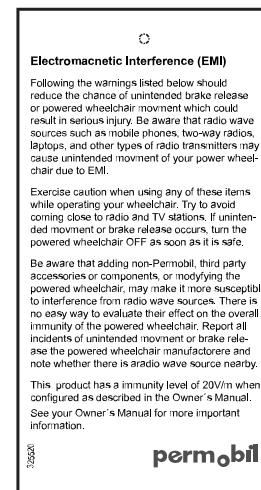 Electromacnetic Interference (EMI)
Following the warnings listed below should
reduce the chance of unintended brake release
or powered wheelchair movment which could
result in serious injury. Be aware that radio wave
sources such as mobile phones, two-way radios,
laptops, and other types of radio transmitters may
cause unintended movment of your power wheel-
chair due to EMI.
Exercise caution when using any of these items
while operating your wheelchair. Try to avoid
coming close to radio and TV stations. If uninten-
ded movment or brake release occurs, turn the
powered wheelchair OFF as soon as it is safe.
Be aware that adding non-Permobil, third party
accessories or components, or modyfying the
powered wheelchair, may make it more susceptibl
to interference from radio wave sources. There is
no easy way to evaluate their effect on the overall
immunity of the powered wheelchair. Report all
incidents of unintended movment or brake rele-
ase the powered wheelchair manufactorere and
note whether there is aradio wave source nearby.
This product has a immunity level of 20V/m when
configured as described in the Owner´s Manual.
See your Owner´s Manual for more important
information.
325520
permobil